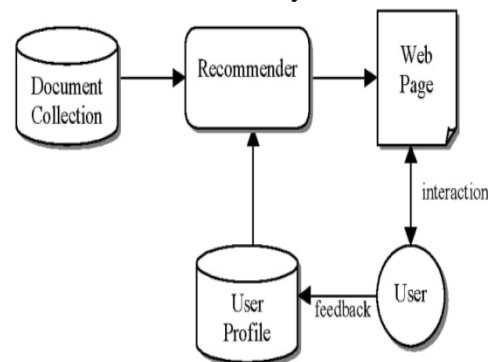 Document
Collection
Recommender
Web
Page
interaction
User
Profile
feedback
User